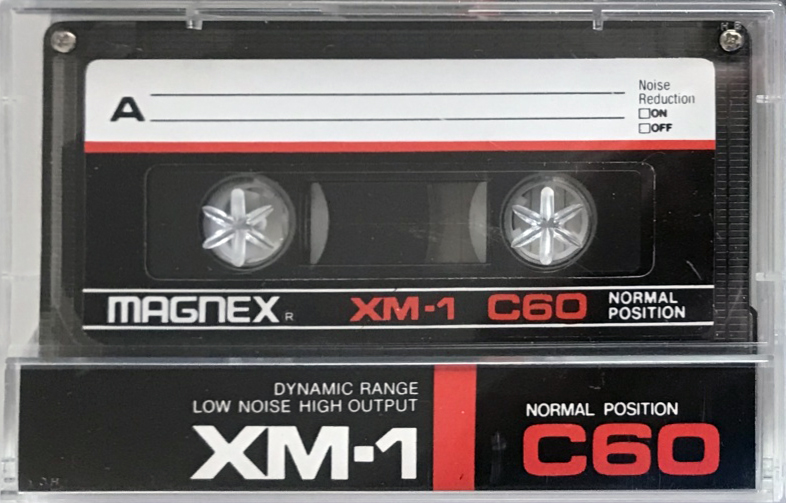 A
Noise
Reduction
ON
OFF
MAGNEX R XM-1 C60 NORMAL
POSITION
DYNAMIC RANGE
LOW NOISE HIGH OUTPUT
XM-1
NORMAL POSITION
C60